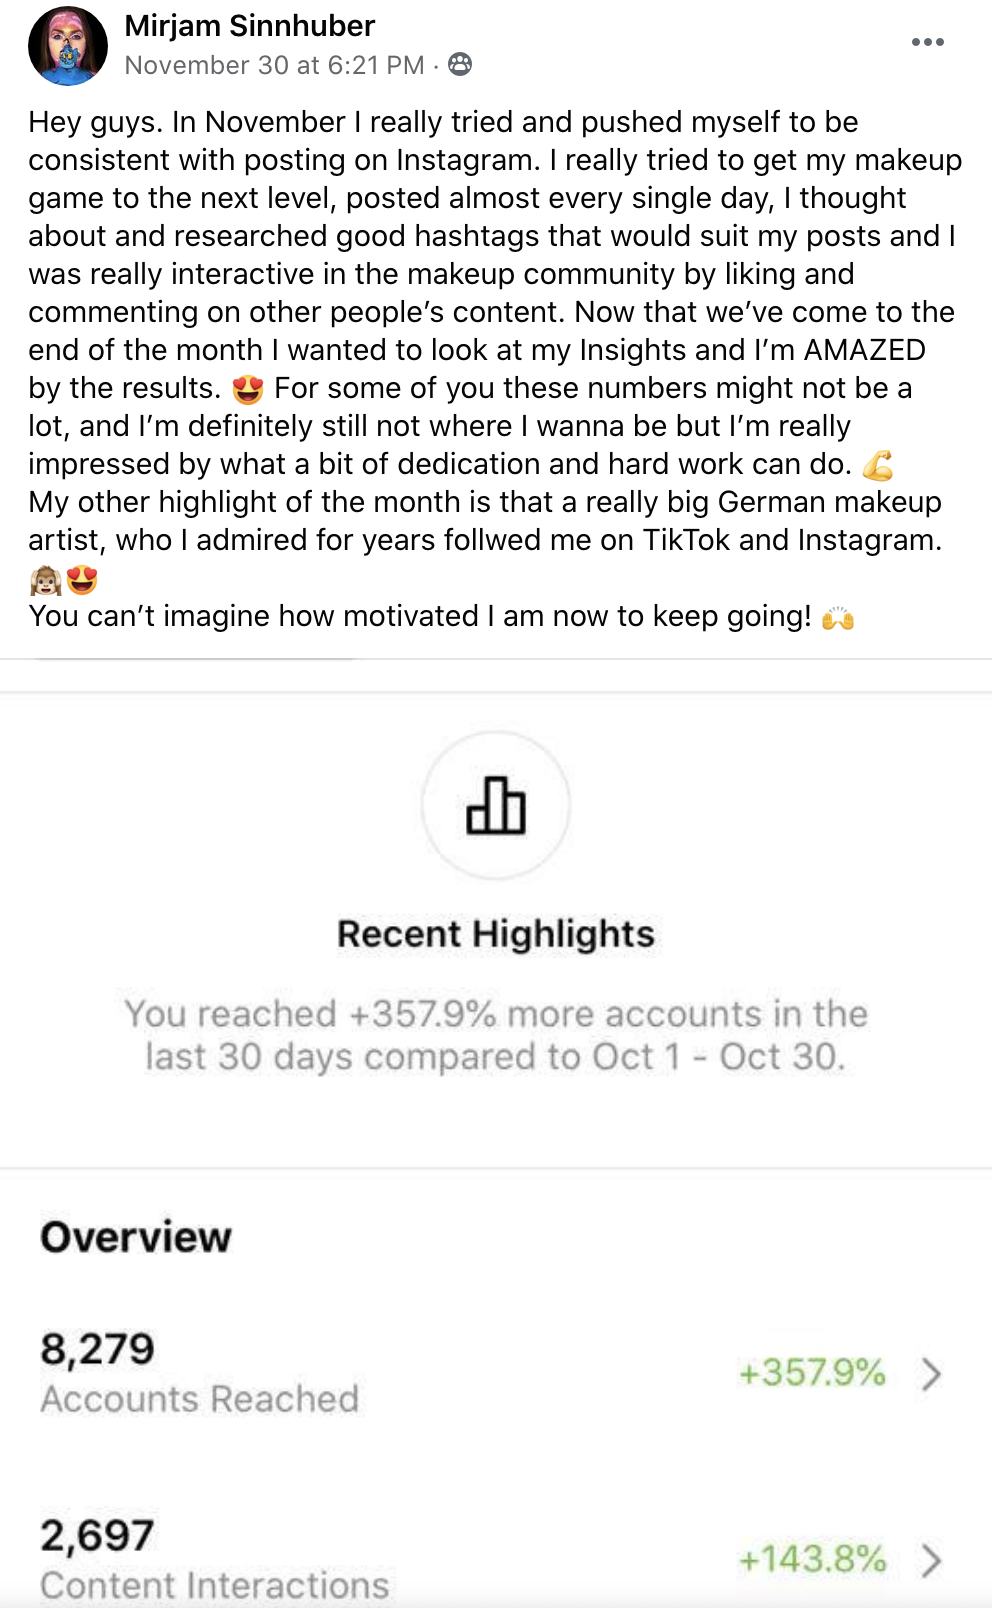 Mirjam Sinnhuber
November 30 at 6:21 PM ·
Hey guys. In November I really tried and pushed myself to be
consistent with posting on Instagram. I really tried to get my makeup
game to the next level, posted almost every single day, I thought
about and researched good hashtags that would suit my posts and I
was really interactive in the makeup community by liking and
commenting on other people’s content. Now that we’ve come to the
end of the month I wanted to look at my Insights and I’m AMAZED
by the results. 😍 For some of you these numbers might not be a
lot, and I’m definitely still not where I wanna be but I’m really
impressed by what a bit of dedication and hard work can do. 💪
My other highlight of the month is that a really big German makeup
artist, who I admired for years follwed me on TikTok and Instagram.
🙉😍
You can’t imagine how motivated I am now to keep going! 🙌
Recent Highlights
You reached +357.9% more accounts in the
last 30 days compared to Oct 1 - Oct 30.
Overview
8,279
Accounts Reached
+357.9%
2,697
Content Interactions
+143.8%